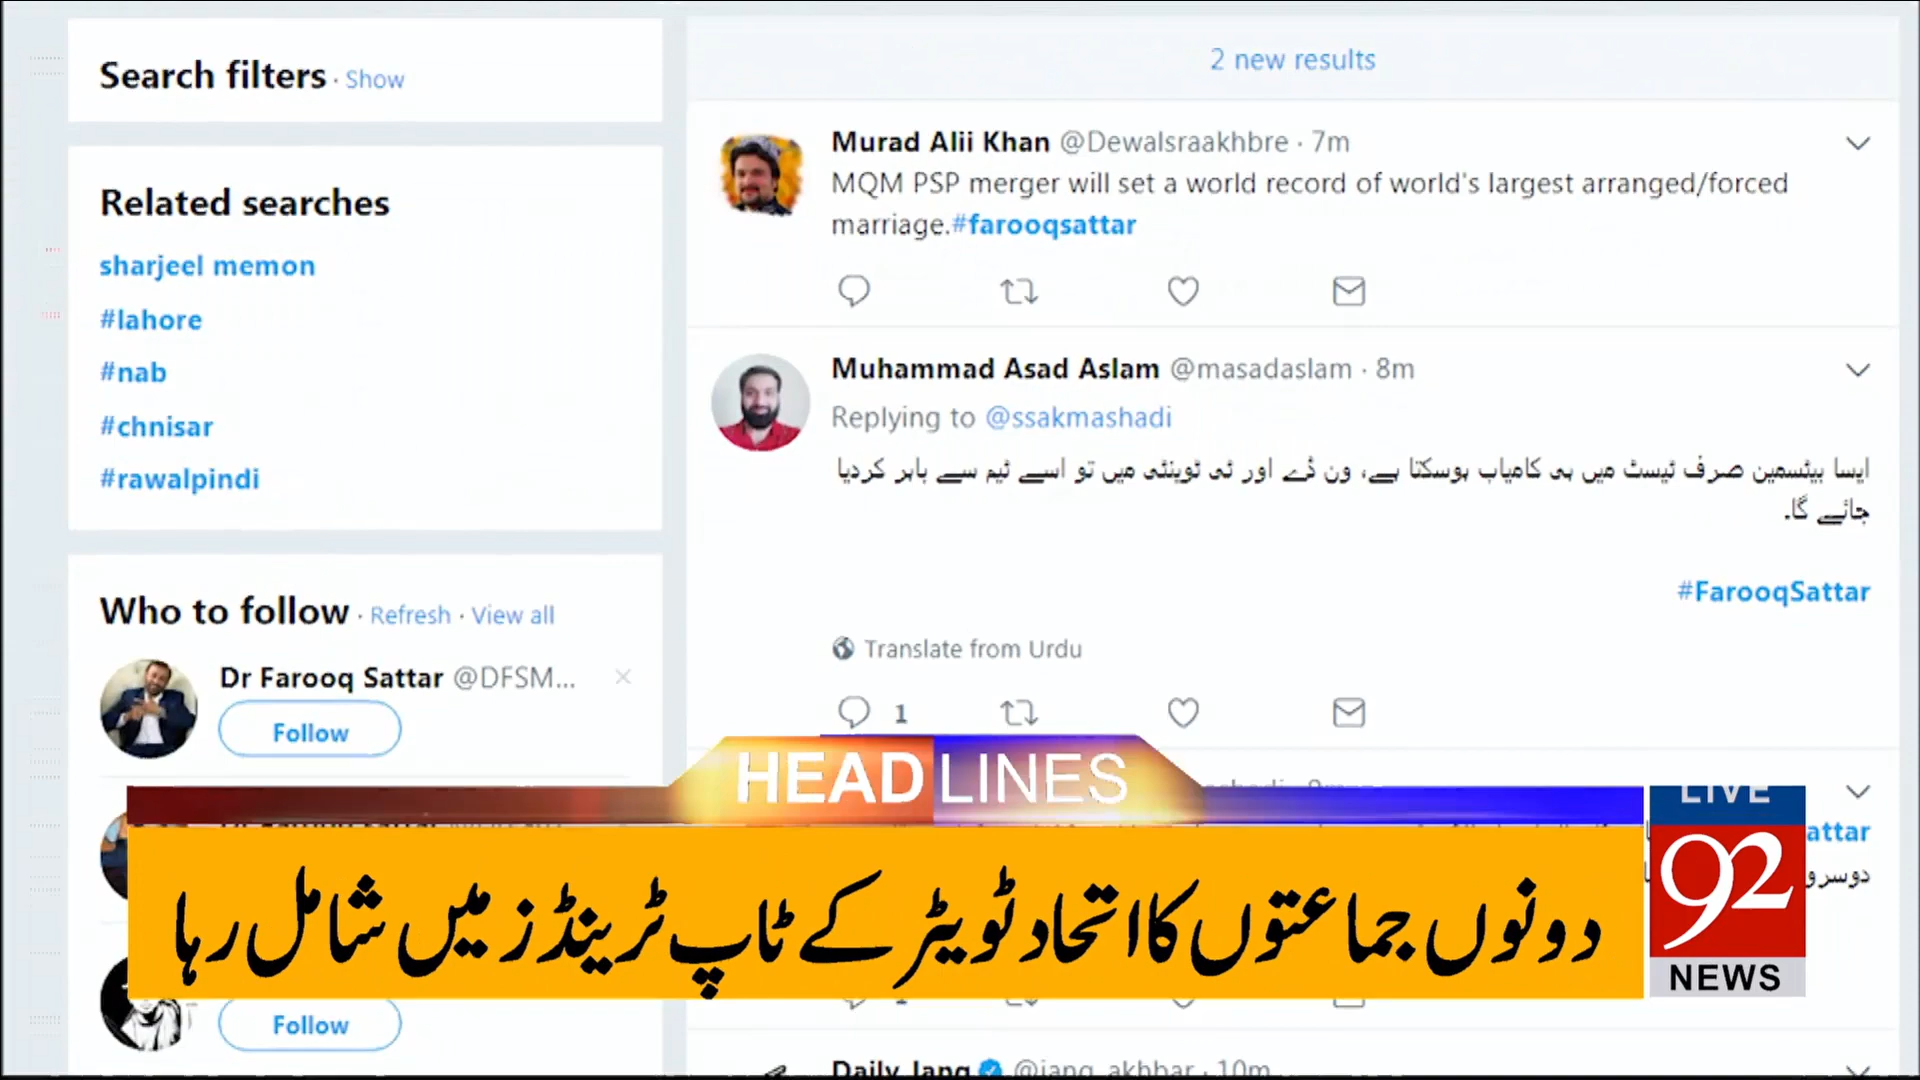 Search filters · Show
Related searches
sharjeel memon
#lahore
#nab
#chnisar
#rawalpindi
Who to follow · Refresh · View all
Dr Farooq Sattar @DFSM...
Follow
Follow
2 new results
Murad Alii Khan @Dewalsraakhbre · 7m
MQM PSP merger will set a world record of world's largest arranged/forced
marriage.#farooqsattar
Muhammad Asad Aslam @masadaslam · 8m
Replying to @ssakmashadi
ایسا بیٹسمین صرف ٹیسٹ میں ہی کامیاب ہوسکتا ہے، ون ڈے اور ٹی ٹوینٹی میں تو اسے ٹیم سے باہر کردیا
جائے گا۔
#FarooqSattar
Translate from Urdu
1
Daily Jang @jang_akhbar · 10m
HEADLINES
دونوں جماعتوں کا اتحاد ٹویٹر کے ٹاپ ٹرینڈز میں شامل رہا
LIVE
92
NEWS